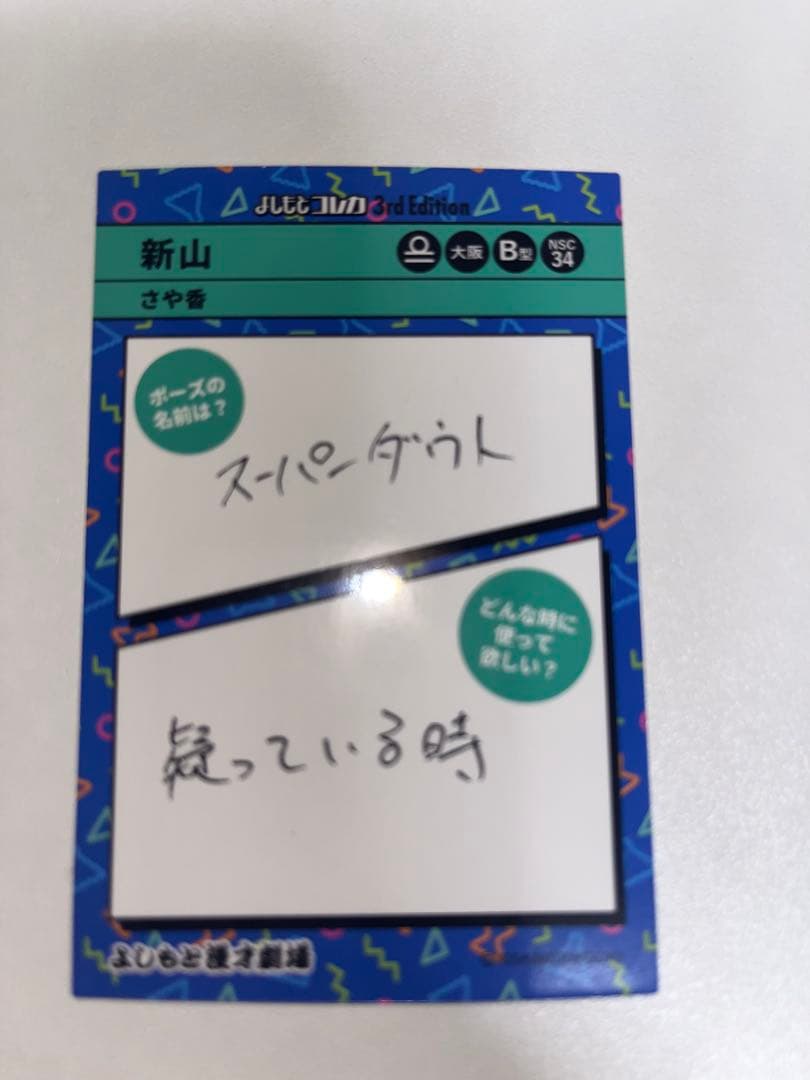 よしもとコレカ 3rd Edition
新山
♎ 大阪 B型 NSC 34
さや香
ポーズの
名前は?
スーパーダウト
どんな時に
使って
欲しい?
疑っている時
よしもと漫才劇場